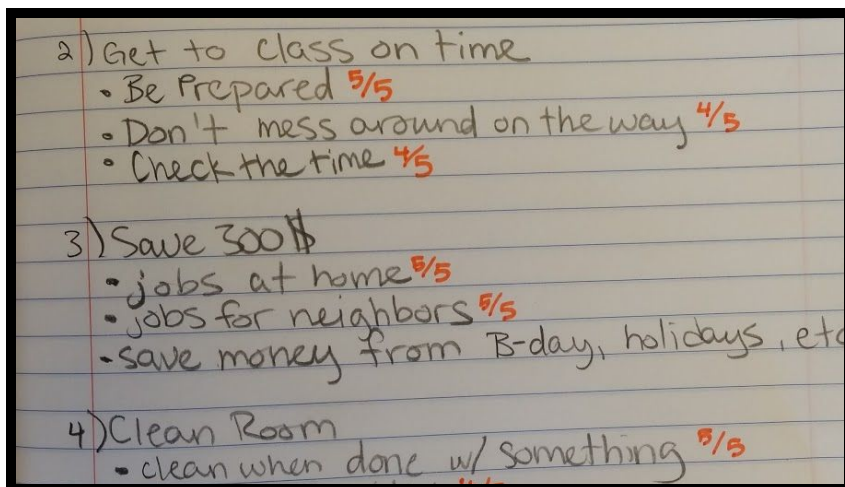 2) Get to class on time
• Be Prepared 5/5
• Don't mess around on the way 4/5
• Check the time 4/5
3) Save 300$
- jobs at home 5/5
- jobs for neighbors 5/5
- save money from B-day, holidays, etc
4) Clean Room
- clean when done w/ something 5/5